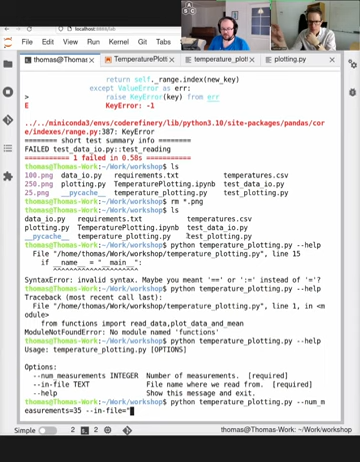 localhost:8888/lab
File Edit View Run Kernel Git Tabs
thomas@Thomas TemperaturePlott temperature_plot plotting.py
return self._range.index(new_key)
except ValueError as err:
> raise KeyError(key) from err
E KeyError: -1
../../miniconda3/envs/coderefinery/lib/python3.10/site-packages/pandas/cor
e/indexes/range.py:387: KeyError
======== short test summary info ========
FAILED test_data_io.py::test_reading
=========== 1 failed in 0.58s ===========
thomas@Thomas-Work:~/Work/workshop$ ls
100.png data_io.py requirements.txt temperatures.csv
250.png plotting.py TemperaturePlot.ipynb test_data_io.py
25.png __pycache__ temperature_plotting.py test_plotting.py
thomas@Thomas-Work:~/Work/workshop$ rm *.png
thomas@Thomas-Work:~/Work/workshop$ ls
data_io.py requirements.txt temperatures.csv
plotting.py TemperaturePlot.ipynb test_data_io.py
__pycache__ temperature_plotting.py test_plotting.py
thomas@Thomas-Work:~/Work/workshop$ python temperature_plotting.py --help
File "/home/thomas/Work/workshop/temperature_plotting.py", line 15
if __name__ = "__main__":
^^^^^^^^^^^^^^^^^^^^^
SyntaxError: invalid syntax. Maybe you meant '==' or ':=' instead of '='?
thomas@Thomas-Work:~/Work/workshop$ python temperature_plotting.py --help
Traceback (most recent call last):
File "/home/thomas/Work/workshop/temperature_plotting.py", line 1, in <m
odule>
from functions import read_data,plot_data_and_mean
ModuleNotFoundError: No module named 'functions'
thomas@Thomas-Work:~/Work/workshop$ python temperature_plotting.py --help
Usage: temperature_plotting.py [OPTIONS]
Options:
--num_measurements INTEGER Number of measurements. [required]
--in-file TEXT File name where we read from. [required]
--help Show this message and exit.
thomas@Thomas-Work:~/Work/workshop$ python temperature_plotting.py --num_m
easurements=35 --in-file="
Simple 2 2 thomas@Thomas-Work: ~/Work/workshop